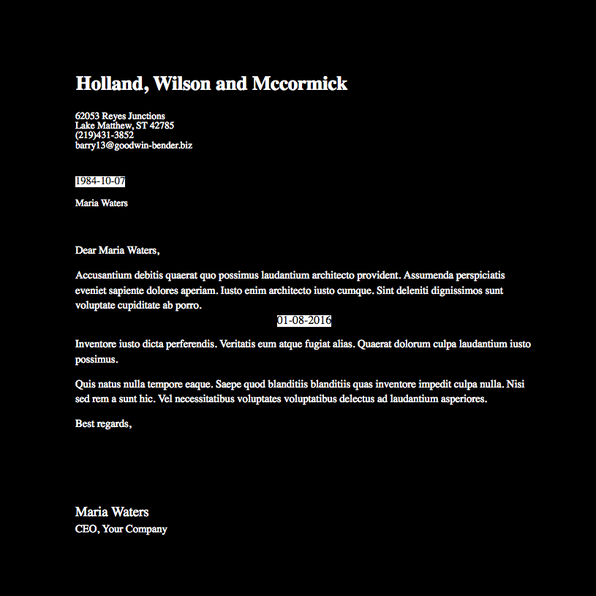 Holland, Wilson and Mccormick
62053 Reyes Junctions
Lake Matthew, ST 42785
(219)431-3852
barry13@goodwin-bender.biz
1984-10-07
Maria Waters
Dear Maria Waters,
Accusantium debitis quaerat quo possimus laudantium architecto provident. Assumenda perspiciatis
eveniet sapiente dolores aperiam. Iusto enim architecto iusto cumque. Sint deleniti dignissimos sunt
voluptate cupiditate ab porro.
01-08-2016
Inventore iusto dicta perferendis. Veritatis eum atque fugiat alias. Quaerat dolorum culpa laudantium iusto
possimus.
Quis natus nulla tempore eaque. Saepe quod blanditiis blanditiis quas inventore impedit culpa nulla. Nisi
sed rem a sunt hic. Vel necessitatibus voluptates voluptatibus delectus ad laudantium asperiores.
Best regards,
Maria Waters
CEO, Your Company